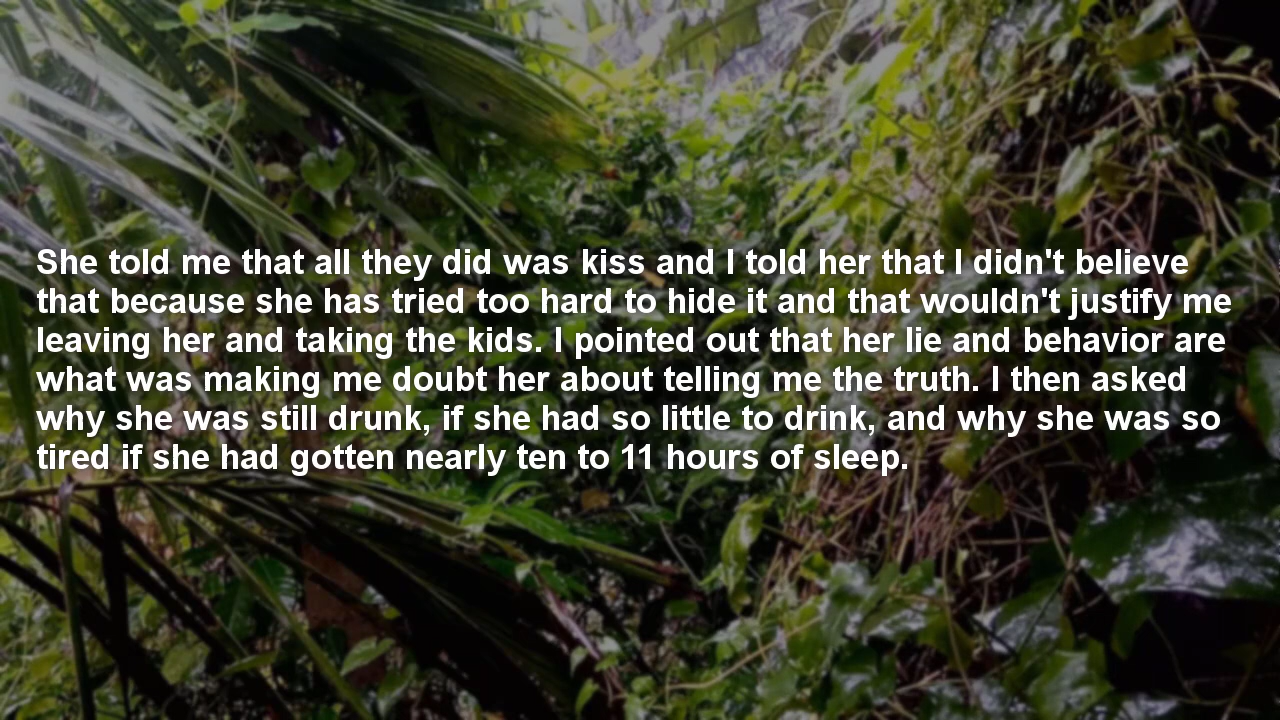 She told me that all they did was kiss and I told her that I didn't believe
that because she has tried too hard to hide it and that wouldn't justify me
leaving her and taking the kids. I pointed out that her lie and behavior are
what was making me doubt her about telling me the truth. I then asked
why she was still drunk, if she had so little to drink, and why she was so
tired if she had gotten nearly ten to 11 hours of sleep.